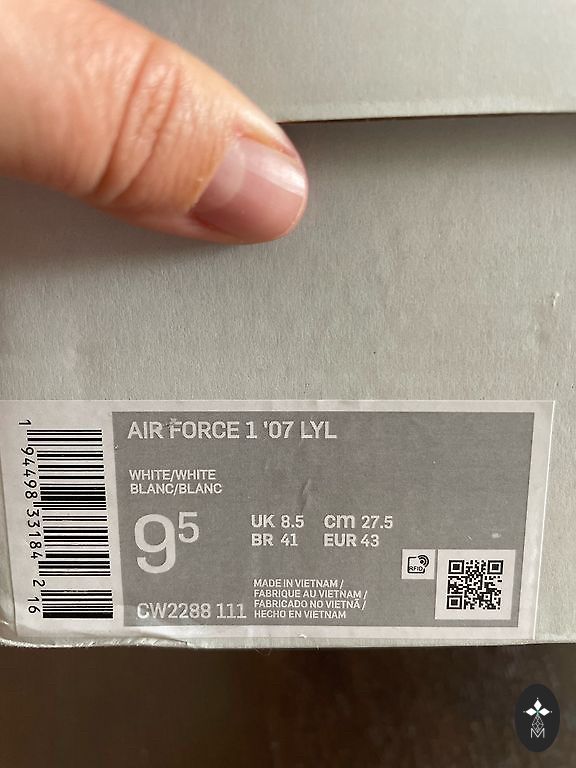 AIR FORCE 1 '07 LYL
WHITE/WHITE
BLANC/BLANC
9⁵
UK 8.5 cm 27.5
BR 41 EUR 43
RFID
MADE IN VIETNAM /
FABRIQUE AU VIETNAM /
FABRICADO NO VIETNÃ /
HECHO EN VIETNAM
CW2288 111
1 94498 33184 2 16
M